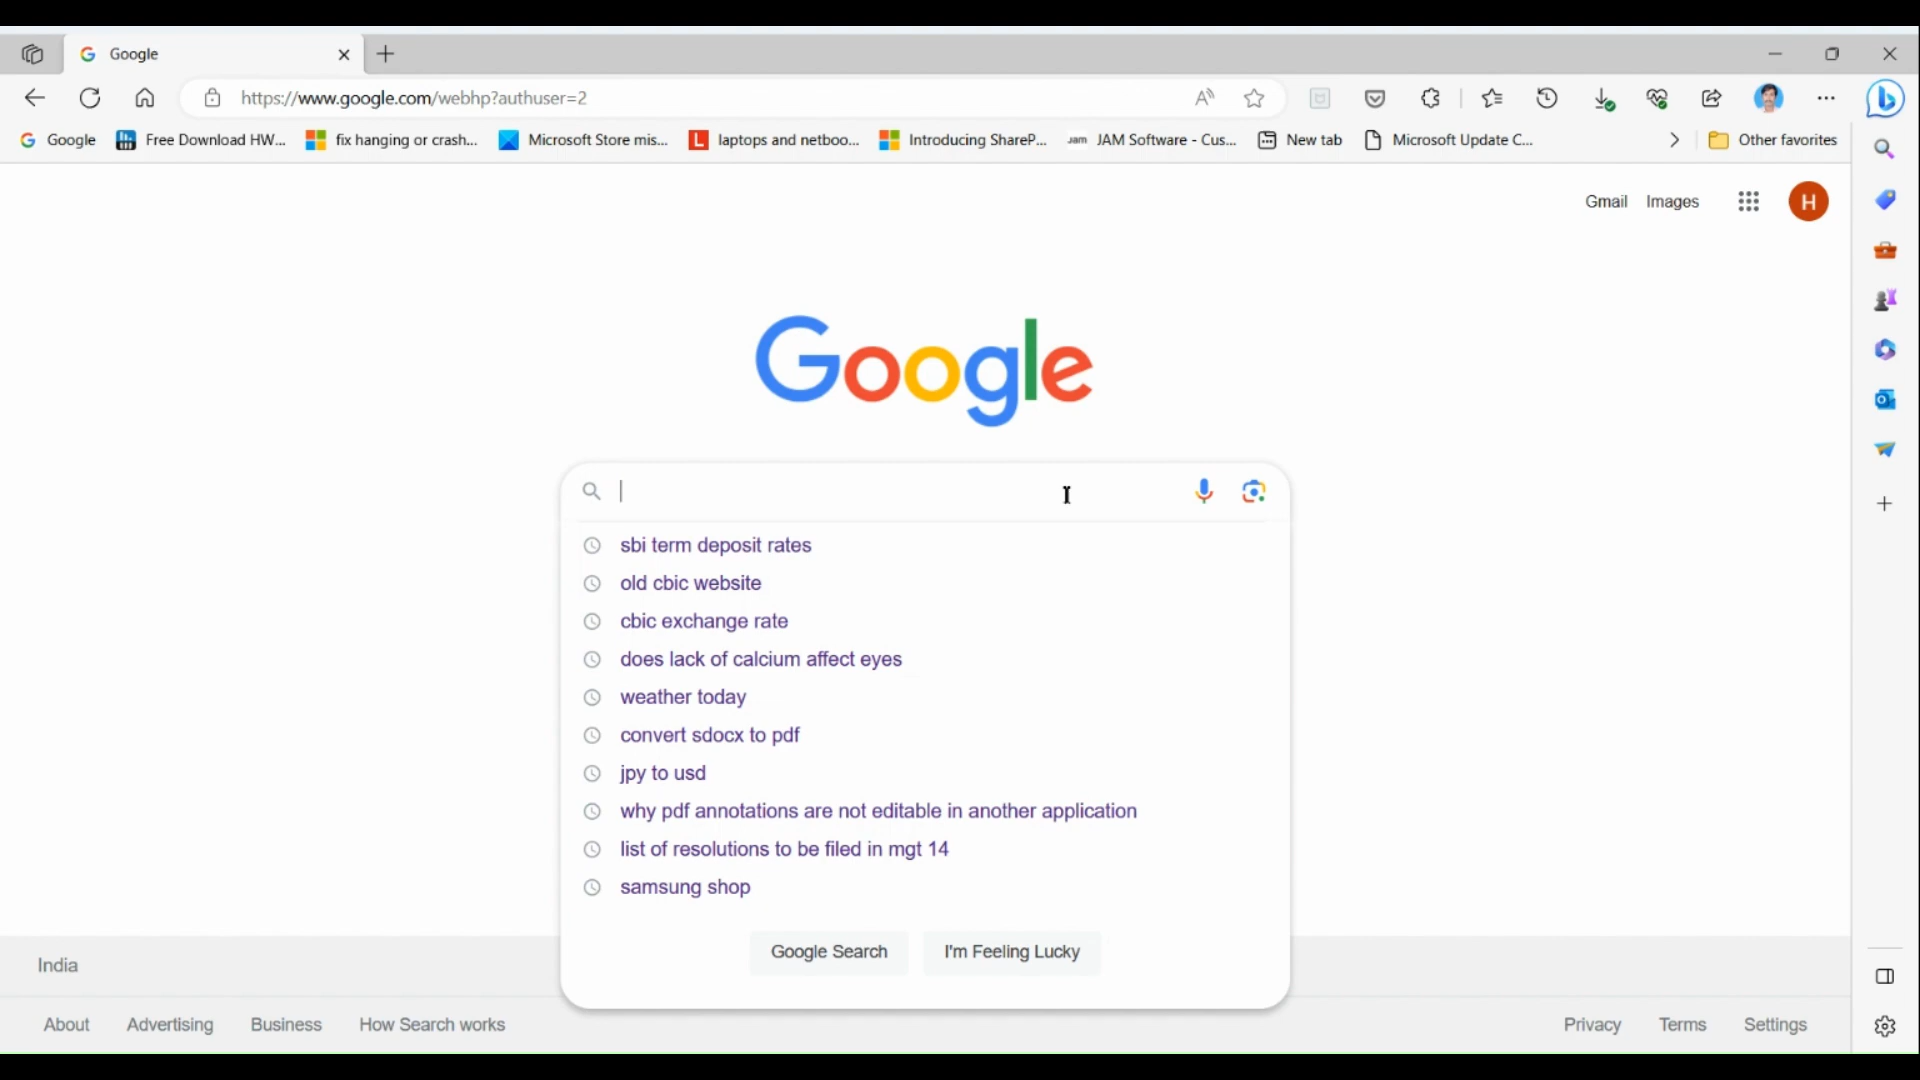 Google
https://www.google.com/webhp?authuser=2
Google Free Download HW... fix hanging or crash... Microsoft Store mis... L laptops and netboo... Introducing ShareP... Jam JAM Software - Cus... New tab Microsoft Update C... Other favorites
Gmail Images H
Google
sbi term deposit rates
old cbic website
cbic exchange rate
does lack of calcium affect eyes
weather today
convert sdocx to pdf
jpy to usd
why pdf annotations are not editable in another application
list of resolutions to be filed in mgt 14
samsung shop
Google Search I'm Feeling Lucky
India
About Advertising Business How Search works Privacy Terms Settings